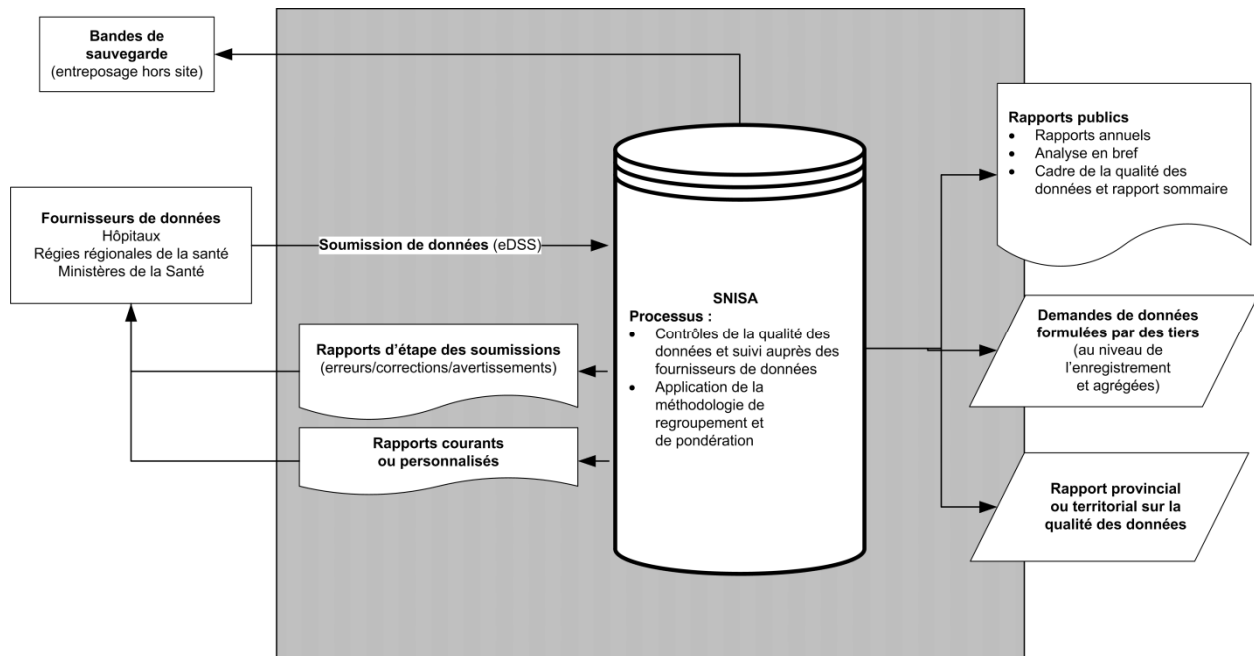 Bandes de
sauvegarde
(entreposage hors site)
Fournisseurs de données
Hôpitaux
Régies régionales de la santé
Ministères de la Santé
Soumission de données (eDSS)
Rapports d'étape des soumissions
(erreurs/corrections/avertissements)
Rapports courants
ou personnalisés
SNISA
Processus :
• Contrôles de la qualité des
données et suivi auprès des
fournisseurs de données
• Application de la
méthodologie de
regroupement et
de pondération
Rapports publics
• Rapports annuels
• Analyse en bref
• Cadre de la qualité des
données et rapport sommaire
Demandes de données
formulées par des tiers
(au niveau de
l'enregistrement
et agrégées)
Rapport provincial
ou territorial sur la
qualité des données